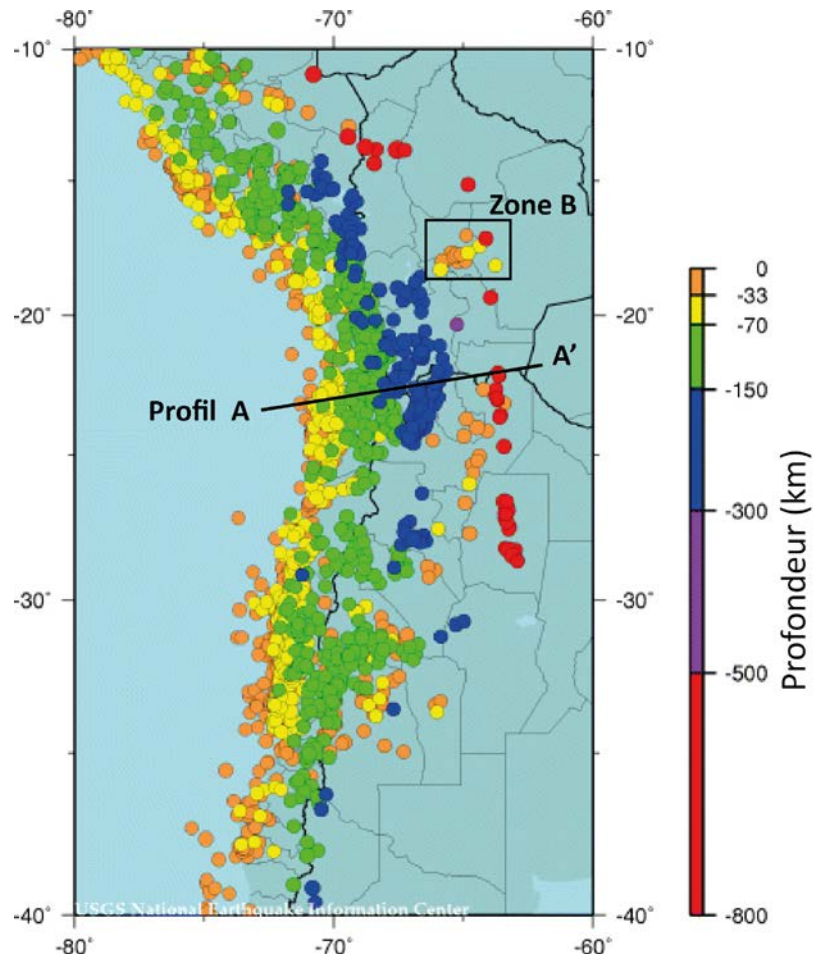 -80° -70° -60°
-10° -10°
Zone B
0
-33
-70
-20° -20°
A'
-150
Profil A
-300
-30° -30°
-500
Profondeur (km)
USGS National Earthquake Information Center
-40° -40°
-800
-80° -70° -60°